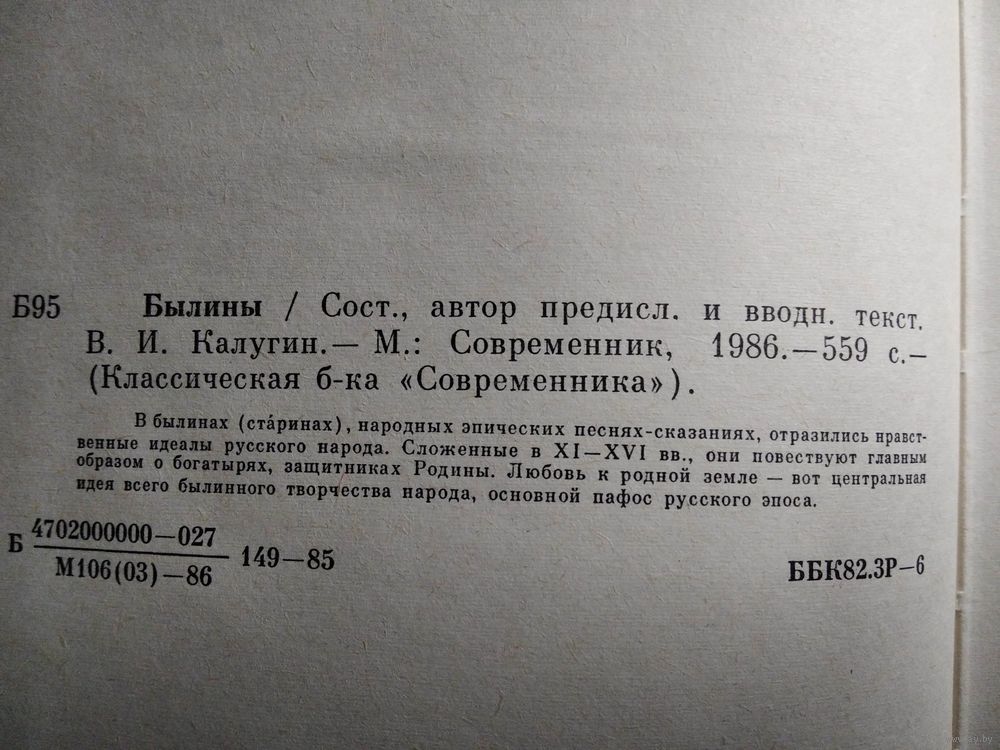 Б95 Былины / Сост., автор предисл. и вводн. текст.
В. И. Калугин.— М.: Современник, 1986.—559 с.—
(Классическая б-ка «Современника»).
В былинах (стáринах), народных эпических песнях-сказаниях, отразились нравст-
венные идеалы русского народа. Сложенные в XI—XVI вв., они повествуют главным
образом о богатырях, защитниках Родины. Любовь к родной земле — вот центральная
идея всего былинного творчества народа, основной пафос русского эпоса.
Б 4702000000—027
М106(03)—86
149—85
ББК82.3Р—6